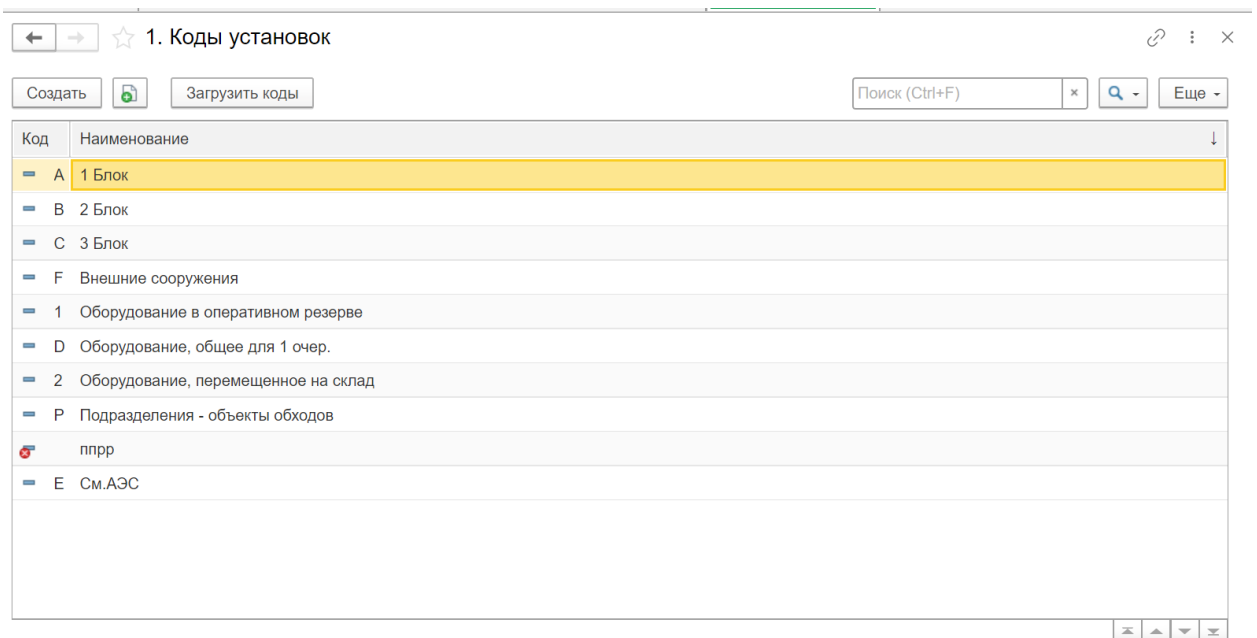 1. Коды установок
Создать Загрузить коды Поиск (Ctrl+F) × Еще
Код Наименование ↓
A 1 Блок
B 2 Блок
C 3 Блок
F Внешние сооружения
1 Оборудование в оперативном резерве
D Оборудование, общее для 1 очер.
2 Оборудование, перемещенное на склад
P Подразделения - объекты обходов
ппрр
E См.АЭС